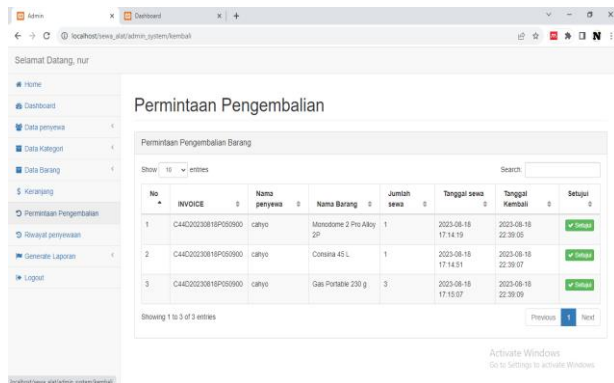 Admin
Dashboard
localhost/sewa_alat/admin_system/kembali
Selamat Datang, nur
Home
Dashboard
Data penyewa
Data Kategori
Data Barang
Keranjang
Permintaan Pengembalian
Riwayat penyewaan
Generate Laporan
Logout
Permintaan Pengembalian
Permintaan Pengembalian Barang
Show 10 entries Search:
No INVOICE Nama penyewa Nama Barang Jumlah sewa Tanggal sewa Tanggal Kembali Setujui
1 C44D20230818P050900 cahyo Monodome 2 Pro Alloy 2P 1 2023-08-18 17:14:19 2023-08-18 22:39:05 Setujui
2 C44D20230818P050900 cahyo Consina 45 L 1 2023-08-18 17:14:51 2023-08-18 22:39:07 Setujui
3 C44D20230818P050900 cahyo Gas Portable 230 g 3 2023-08-18 17:15:07 2023-08-18 22:39:09 Setujui
Showing 1 to 3 of 3 entries Previous 1 Next
Activate Windows
Go to Settings to activate Windows.
localhost/sewa_alat/admin_system/kembali